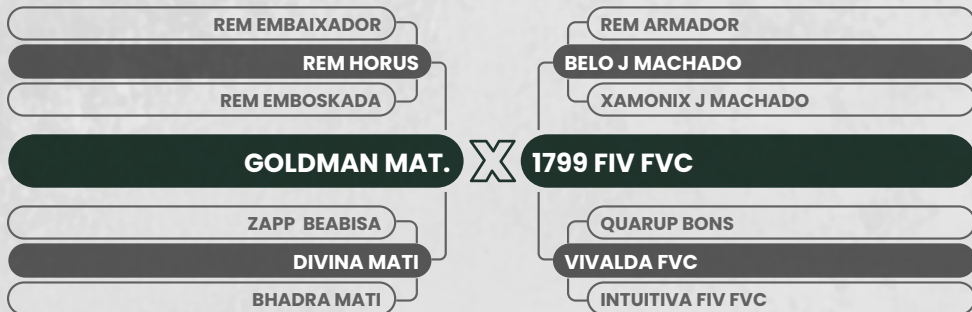 REM EMBAIXADOR
REM HORUS
REM EMBOSKADA
GOLDMAN MAT.
ZAPP BEABISA
DIVINA MATI
BHADRA MATI
X
REM ARMADOR
BELO J MACHADO
XAMONIX J MACHADO
1799 FIV FVC
QUARUP BONS
VIVALDA FVC
INTUITIVA FIV FVC